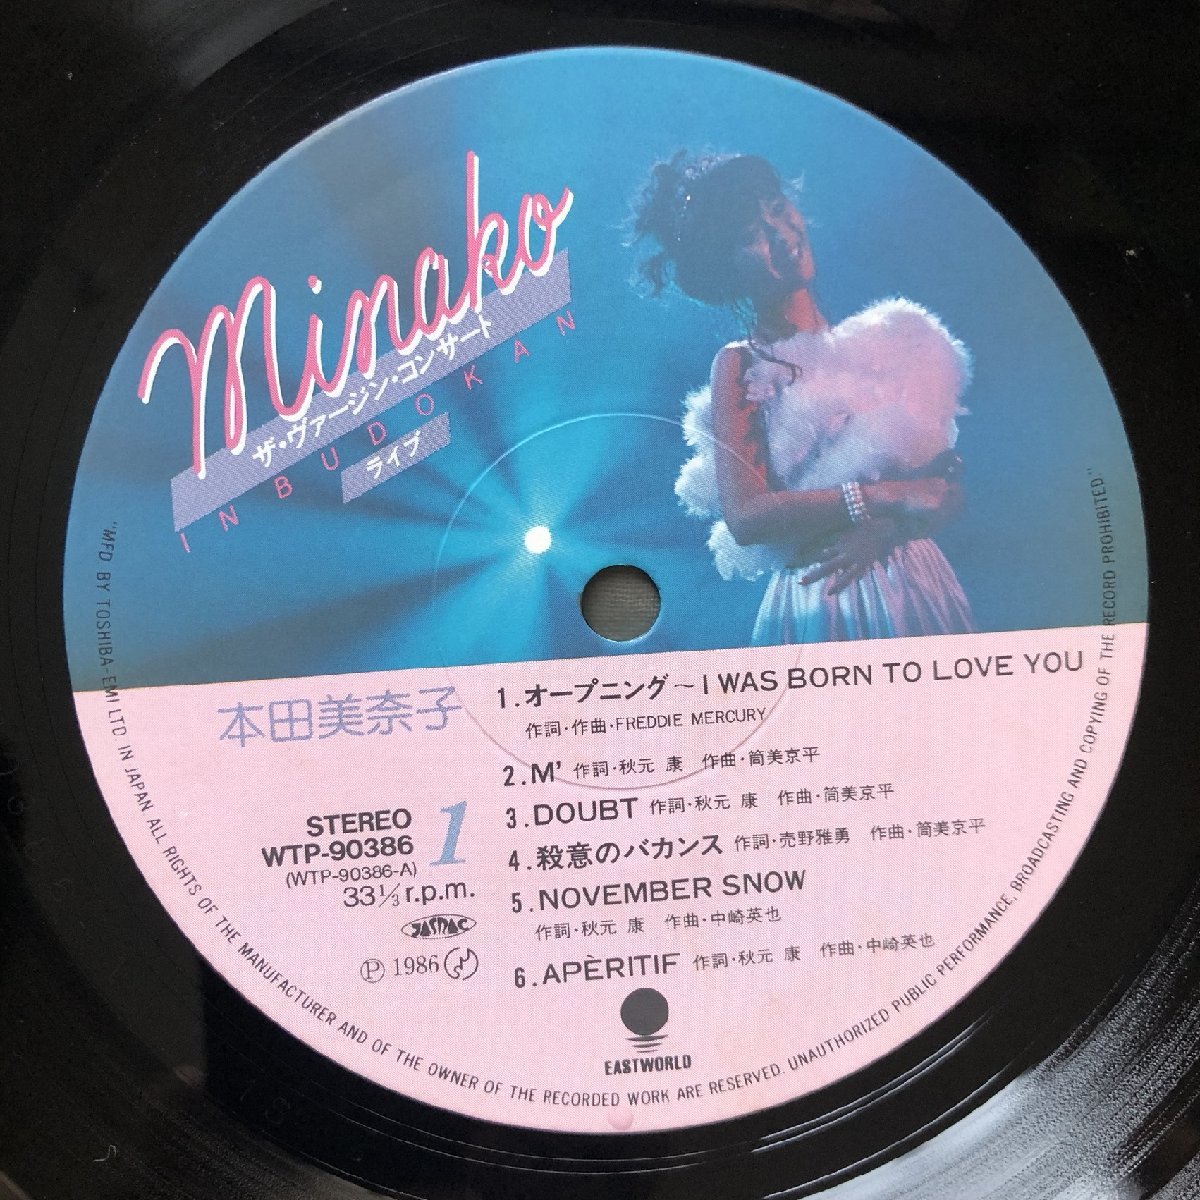 Minako
ザ・ヴァージン・コンサート
IN BUDOKAN
ライブ
本田美奈子
STEREO
WTP-90386
(WTP-90386-A)
33⅓ r.p.m.
1
JASRAC
Ⓟ 1986
1.オープニング～I WAS BORN TO LOVE YOU
作詞・作曲・FREDDIE MERCURY
2.M' 作詞・秋元 康 作曲・筒美京平
3.DOUBT 作詞・秋元 康 作曲・筒美京平
4.殺意のバカンス 作詞・売野雅勇 作曲・筒美京平
5.NOVEMBER SNOW
作詞・秋元 康 作曲・中崎英也
6.APÈRITIF 作詞・秋元 康 作曲・中崎英也
EASTWORLD
"MFD BY TOSHIBA-EMI LTD IN JAPAN ALL RIGHTS OF THE MANUFACTURER AND OF THE OWNER OF THE RECORDED WORK ARE RESERVED. UNAUTHORIZED PUBLIC PERFORMANCE, BROADCASTING AND COPYING OF THE RECORD PROHIBITED."